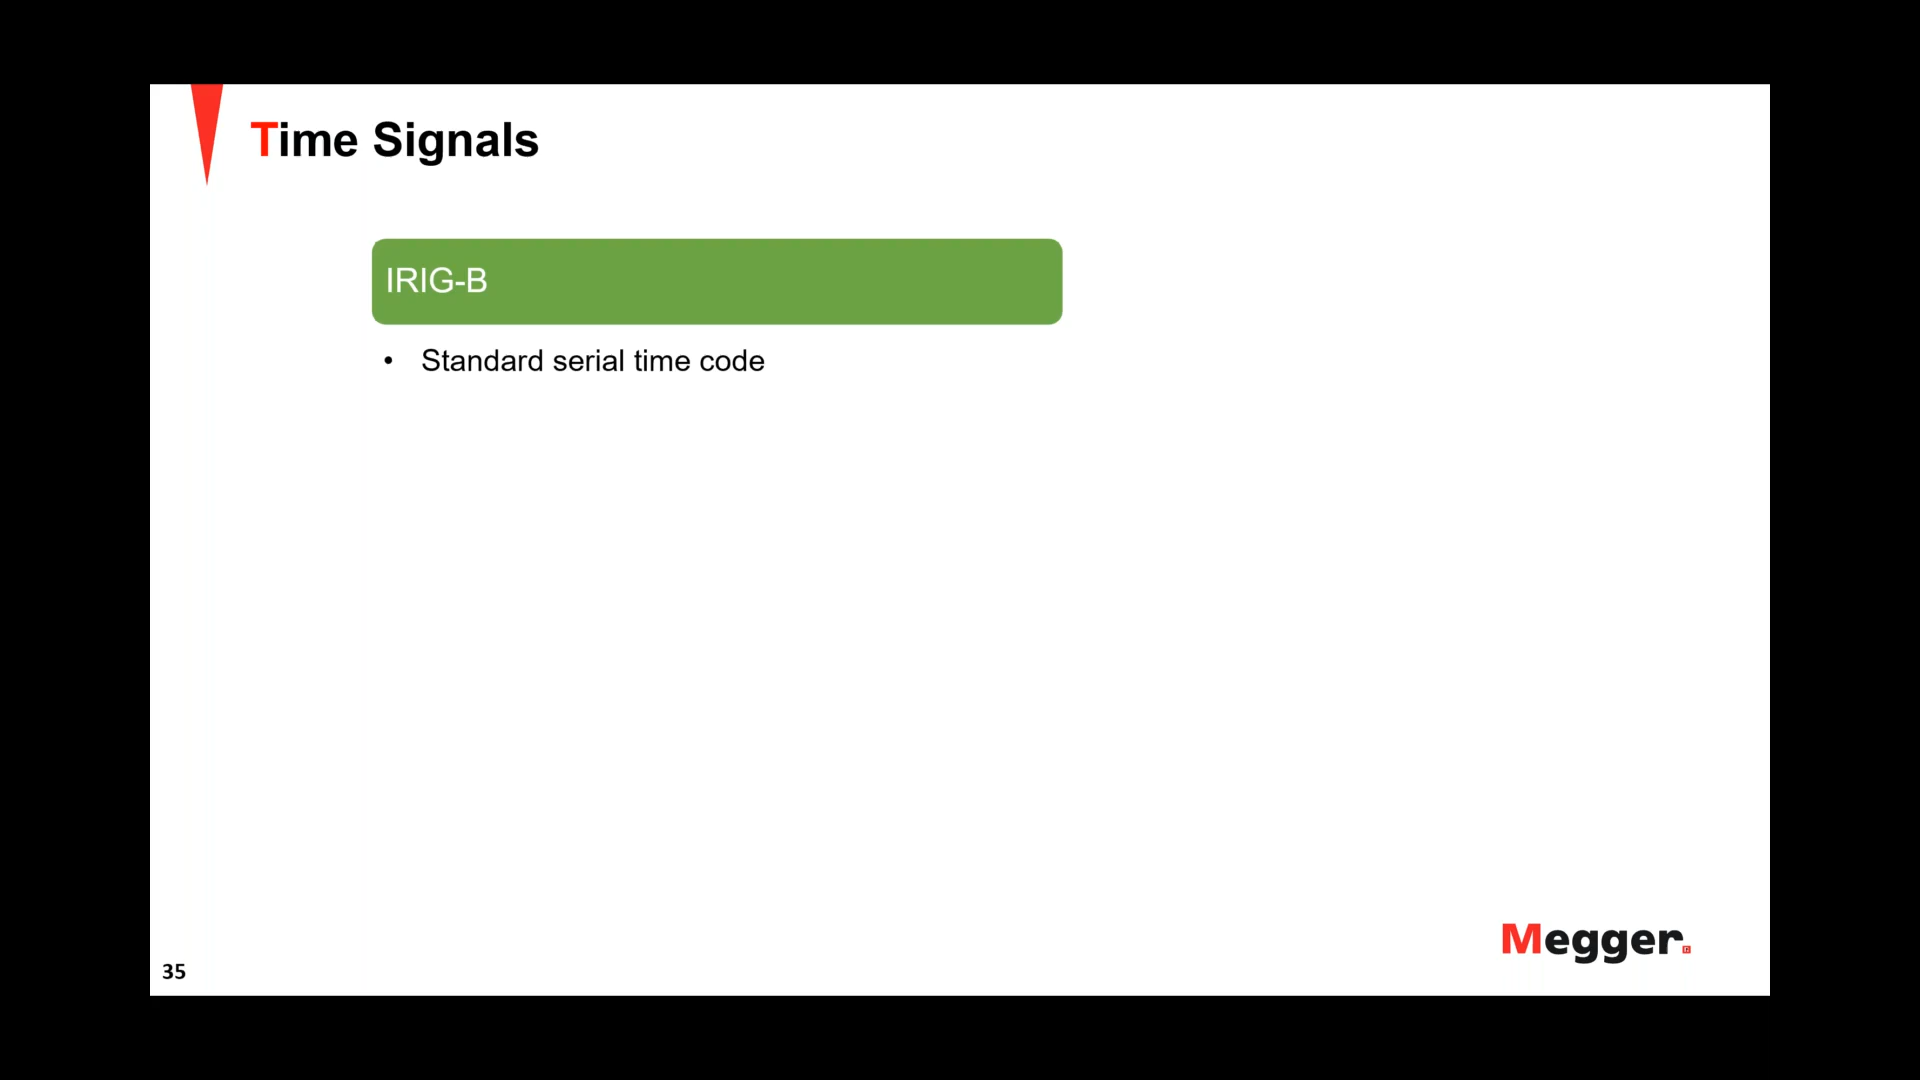 Time Signals
IRIG-B
• Standard serial time code
Megger.
35